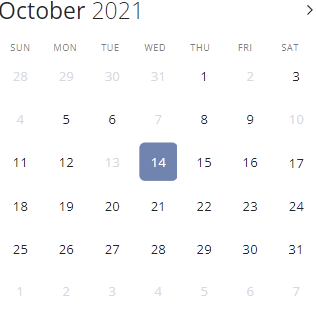 October 2021
SUN MON TUE WED THU FRI SAT
28 29 30 31 1 2 3
4 5 6 7 8 9 10
11 12 13 14 15 16 17
18 19 20 21 22 23 24
25 26 27 28 29 30 31
1 2 3 4 5 6 7